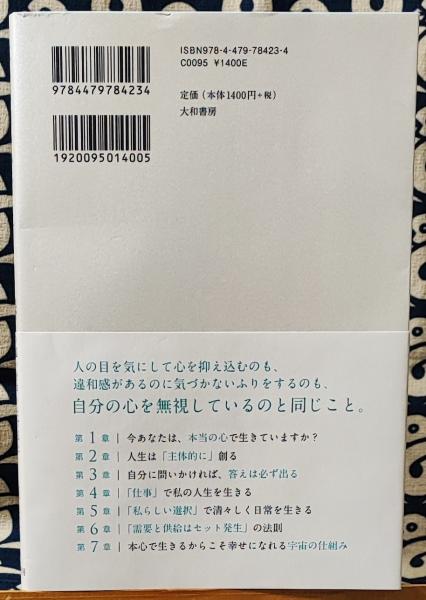 ISBN978-4-479-78423-4
C0095 ¥1400E
9784479784234
定価（本体1400円+税）
大和書房
1920095014005
人の目を気にして心を抑え込むのも、
違和感があるのに気づかないふりをするのも、
自分の心を無視しているのと同じこと。
第1章｜今あなたは、本当の心で生きていますか？
第2章｜人生は「主体的に」創る
第3章｜自分に問いかければ、答えは必ず出る
第4章｜「仕事」で私の人生を生きる
第5章｜「私らしい選択」で清々しく日常を生きる
第6章｜「需要と供給はセット発生」の法則
第7章｜本心で生きるからこそ幸せになれる宇宙の仕組み